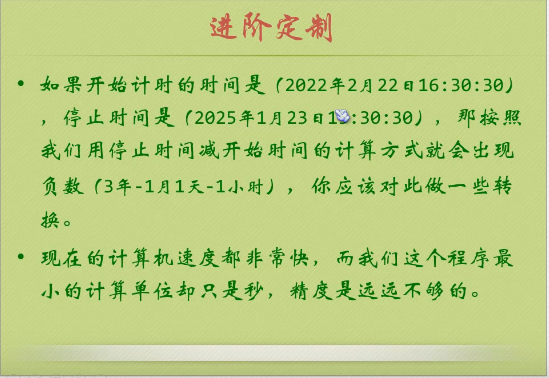 进阶定制
• 如果开始计时的时间是（2022年2月22日16:30:30）
，停止时间是（2025年1月23日1:30:30），那按照
我们用停止时间减开始时间的计算方式就会出现
负数（3年-1月1天-1小时），你应该对此做一些转
换。
• 现在的计算机速度都非常快，而我们这个程序最
小的计算单位却只是秒，精度是远远不够的。